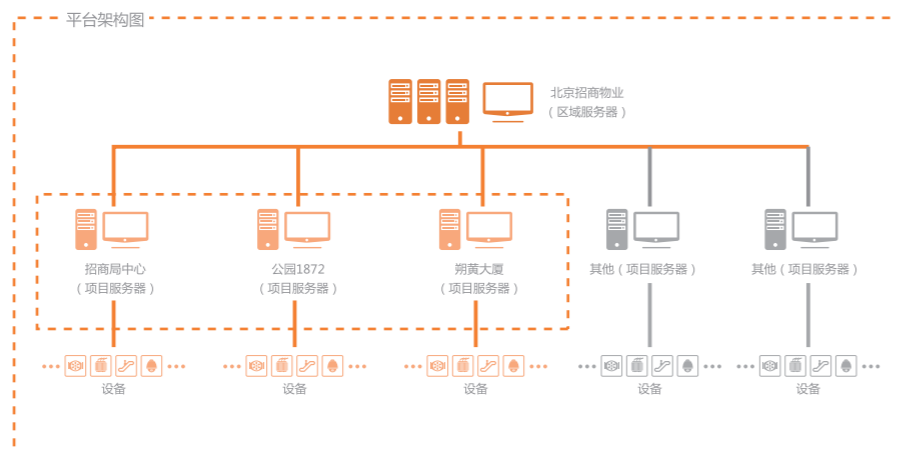 平台架构图
北京招商物业
（区域服务器）
招商局中心
（项目服务器）
公园1872
（项目服务器）
朔黄大厦
（项目服务器）
其他（项目服务器）
其他（项目服务器）
设备
设备
设备
设备
设备